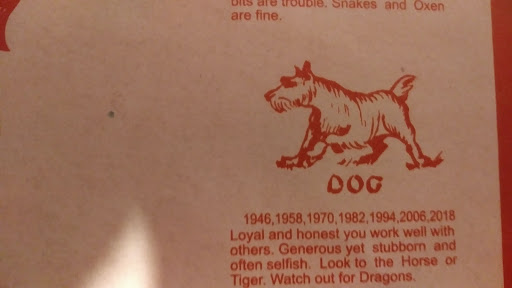 bits are trouble. Snakes and Oxen
are fine.
DOG
1946,1958,1970,1982,1994,2006,2018
Loyal and honest you work well with
others. Generous yet stubborn and
often selfish. Look to the Horse or
Tiger. Watch out for Dragons.